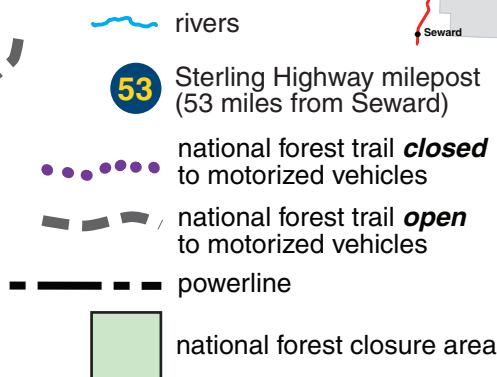 rivers
Seward
53
Sterling Highway milepost
(53 miles from Seward)
national forest trail closed
to motorized vehicles
national forest trail open
to motorized vehicles
powerline
national forest closure area